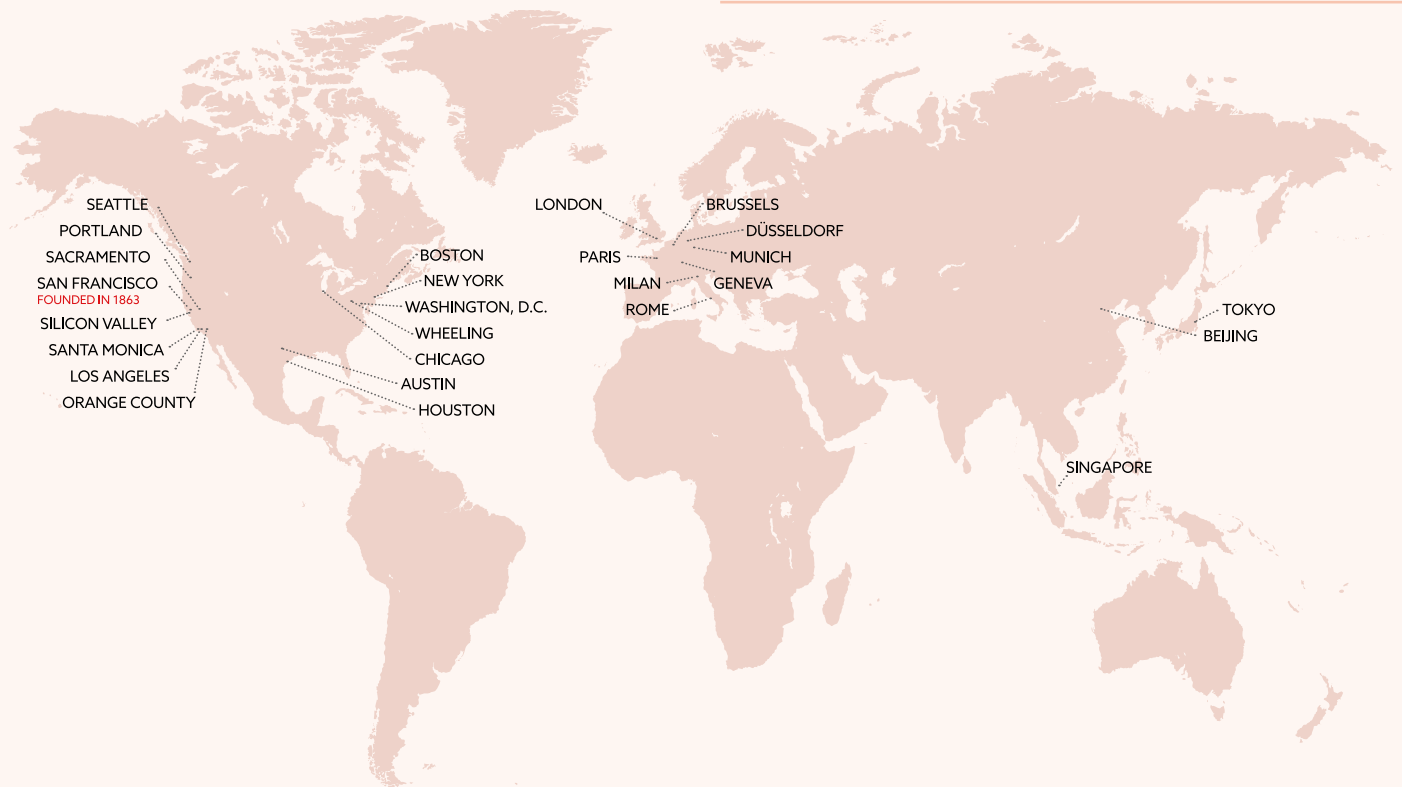 SEATTLE
PORTLAND
SACRAMENTO
SAN FRANCISCO
FOUNDED IN 1863
SILICON VALLEY
SANTA MONICA
LOS ANGELES
ORANGE COUNTY
BOSTON
NEW YORK
WASHINGTON, D.C.
WHEELING
CHICAGO
AUSTIN
HOUSTON
LONDON
PARIS
MILAN
ROME
BRUSSELS
DÜSSELDORF
MUNICH
GENEVA
TOKYO
BEIJING
SINGAPORE